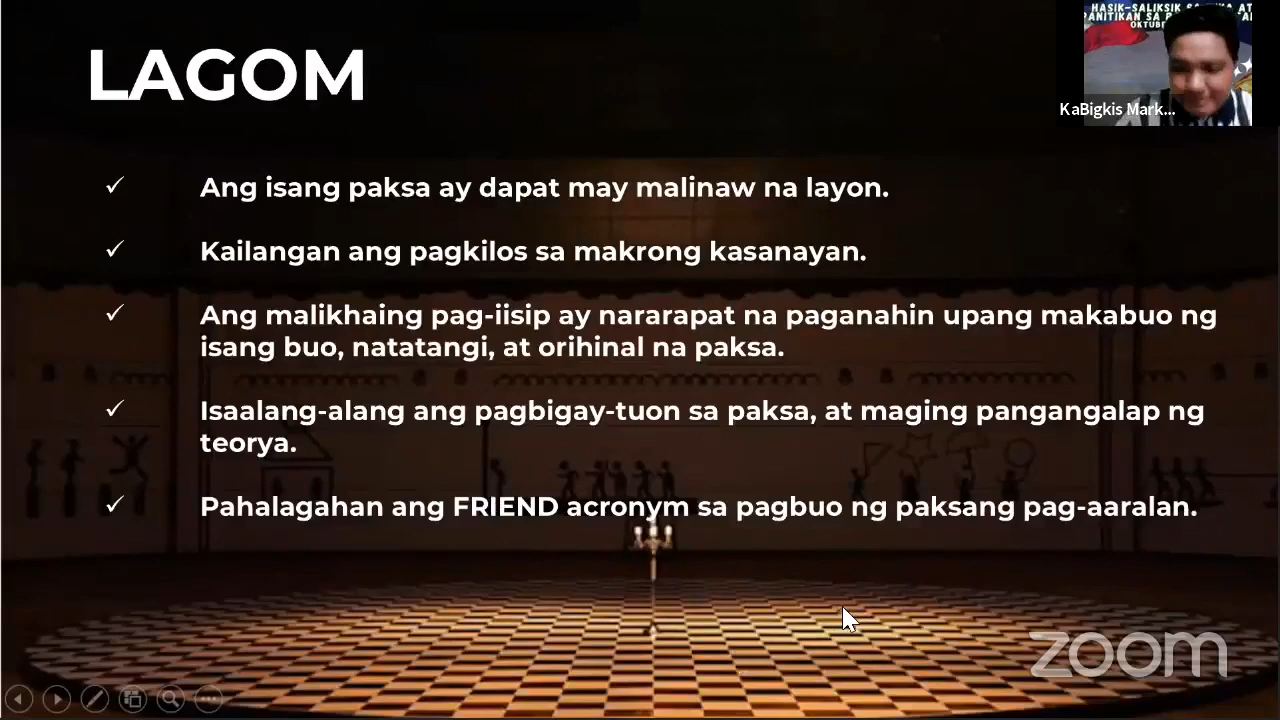 LAGOM
HASIK-SALIKSIK
KaBigkis Mark...
Ang isang paksa ay dapat may malinaw na layon.
Kailangan ang pagkilos sa makrong kasanayan.
Ang malikhaing pag-iisip ay nararapat na paganahin upang makabuo ng
isang buo, natatangi, at orihinal na paksa.
Isaalang-alang ang pagbigay-tuon sa paksa, at maging pangangalap ng
teorya.
Pahalagahan ang FRIEND acronym sa pagbuo ng paksang pag-aaralan.
zoom